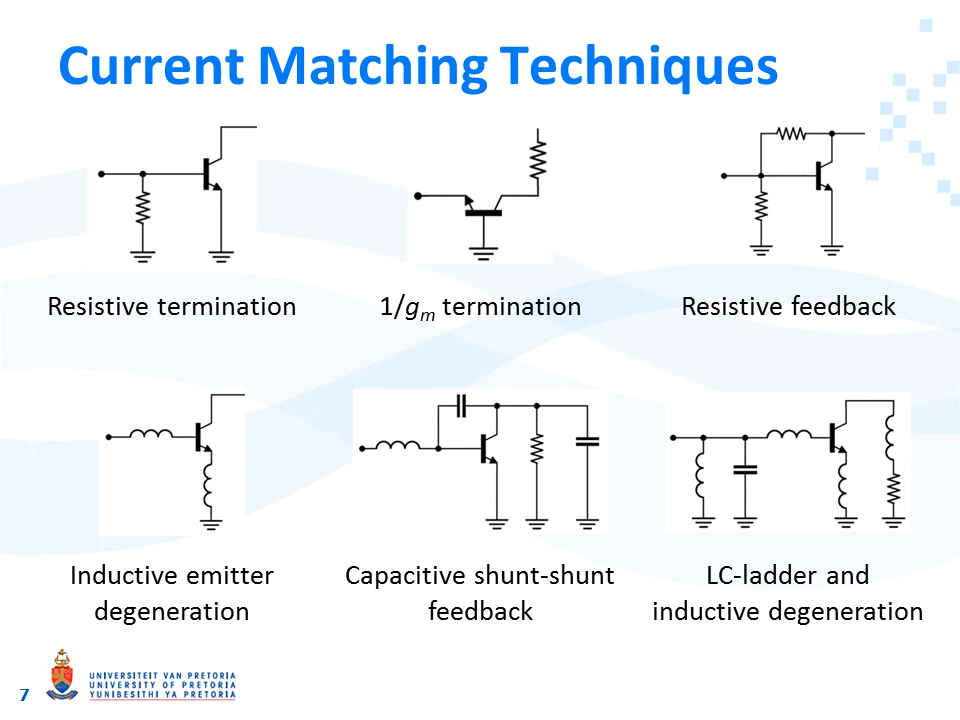 Current Matching Techniques
Resistive termination
1/gm termination
Resistive feedback
Inductive emitter
degeneration
Capacitive shunt-shunt
feedback
LC-ladder and
inductive degeneration
7
UNIVERSITEIT VAN PRETORIA
UNIVERSITY OF PRETORIA
YUNIBESITHI YA PRETORIA